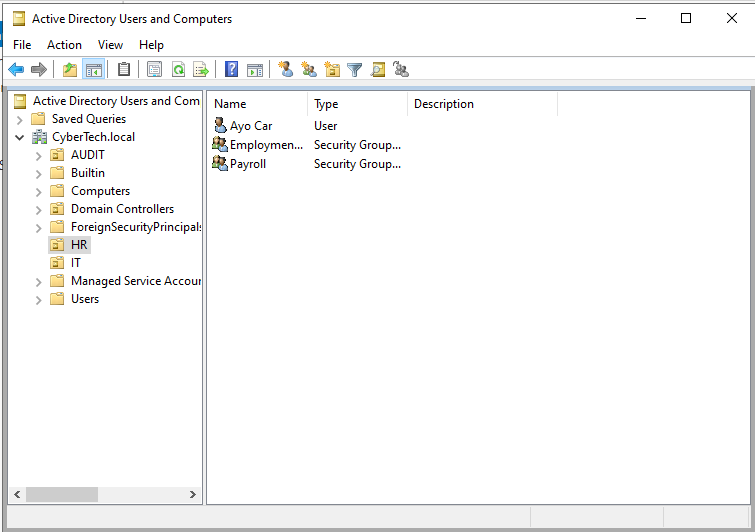 Active Directory Users and Computers
File Action View Help
Active Directory Users and Com
Saved Queries
CyberTech.local
AUDIT
Builtin
Computers
Domain Controllers
ForeignSecurityPrincipals
HR
IT
Managed Service Accour
Users
Name Type Description
Ayo Car User
Employmen... Security Group...
Payroll Security Group...